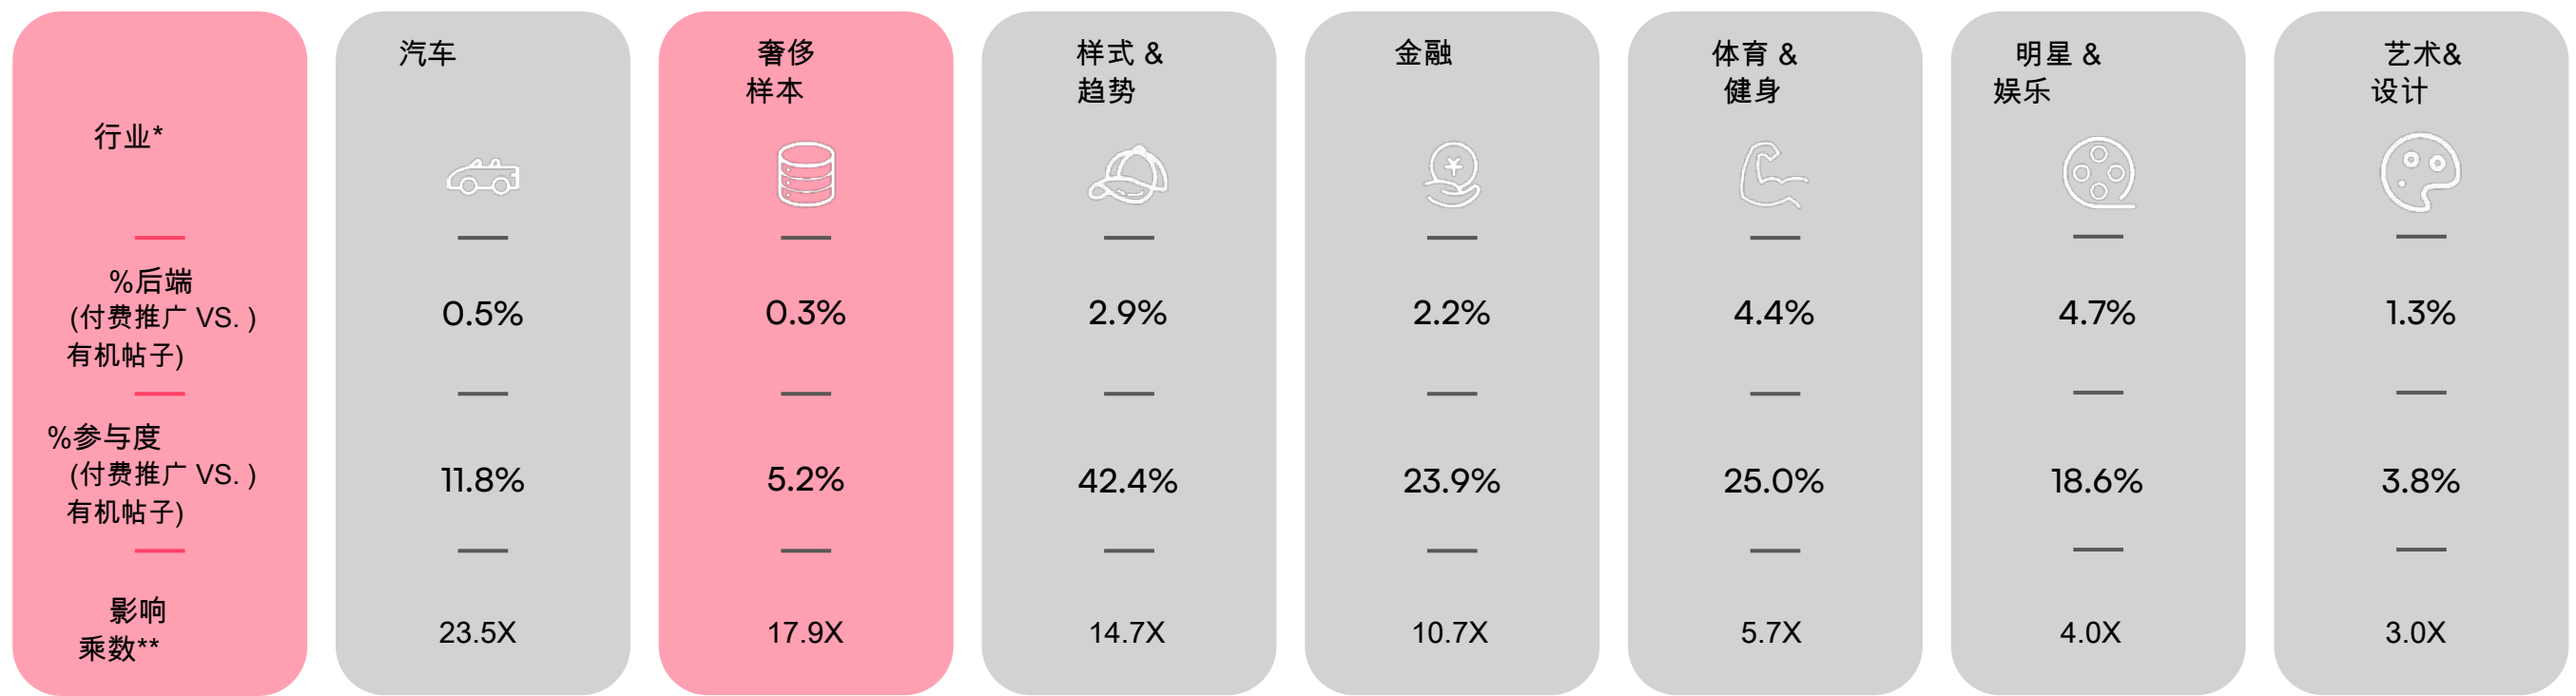 行业*
汽车
奢侈
样本
样式 &
趋势
金融
体育 &
健身
明星 &
娱乐
艺术&
设计
%后端
(付费推广 VS. )
有机帖子)
0.5%
0.3%
2.9%
2.2%
4.4%
4.7%
1.3%
%参与度
(付费推广 VS. )
有机帖子)
11.8%
5.2%
42.4%
23.9%
25.0%
18.6%
3.8%
影响
乘数**
23.5X
17.9X
14.7X
10.7X
5.7X
4.0X
3.0X